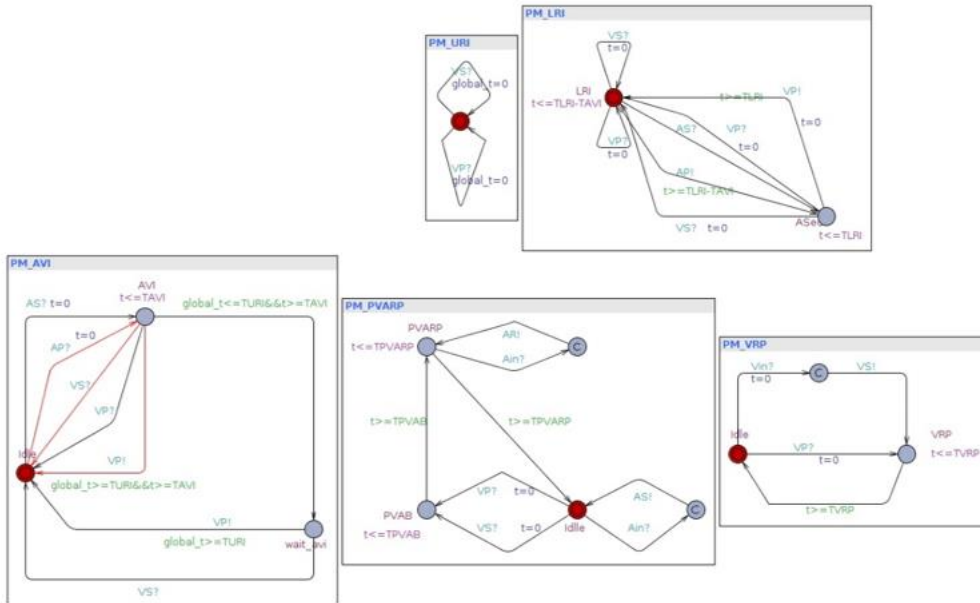 PM_URI
VS?
global_t=0
VP?
global_t=0
PM_LRI
VS?
t=0
LRI
t<=TLRI-TAVI
VP?
t=0
t>=TLRI
VP!
t=0
AS?
VP?
t=0
AP!
t>=TLRI-TAVI
VS?
t=0
t<=TLRI
PM_AVI
AVI
t<=TAVI
AS? t=0
global_t<=TURI&&t>=TAVI
t=0
AP?
VS?
VP?
Idle
VP!
global_t>=TURI&&t>=TAVI
VP!
global_t>=TURI
wait_avi
VS?
PM_PVARP
PVARP
t<=TPVARP
AR!
Ain?
C
t>=TPVAB
t>=TPVARP
VP?
t=0
AS!
PVAB
t<=TPVAB
VS?
t=0
Idle
Ain?
C
PM_VRP
Vin?
t=0
C
VS!
Idle
VP?
t=0
VRP
t<=TVRP
t>=TVRP